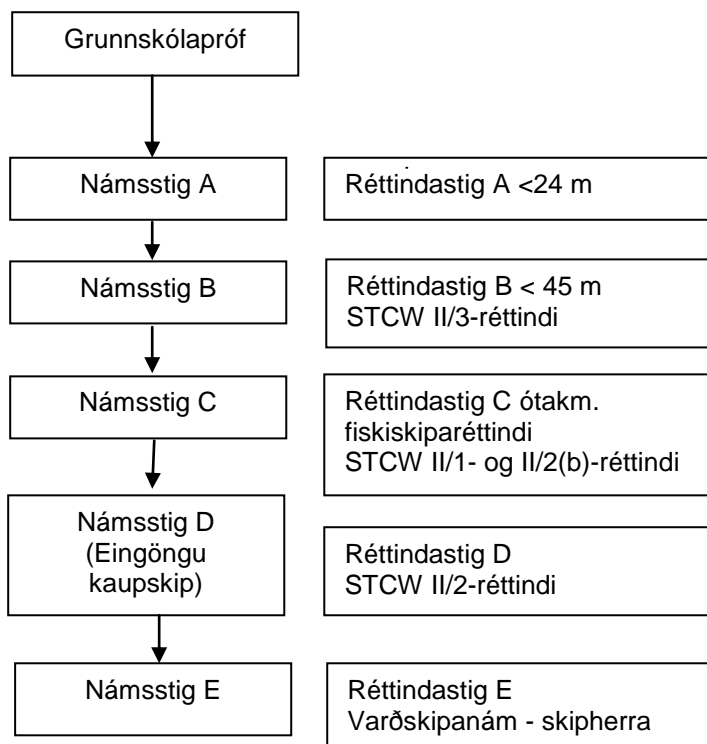 Grunnskólapróf
Námsstig A
Réttindastig A <24 m
Námsstig B
Réttindastig B < 45 m
STCW II/3-réttindi
Námsstig C
Réttindastig C ótakm.
fiskiskiparéttindi
STCW II/1- og II/2(b)-réttindi
Námsstig D
(Eingöngu
kaupskip)
Réttindastig D
STCW II/2-réttindi
Námsstig E
Réttindastig E
Varðskipanám - skipherra